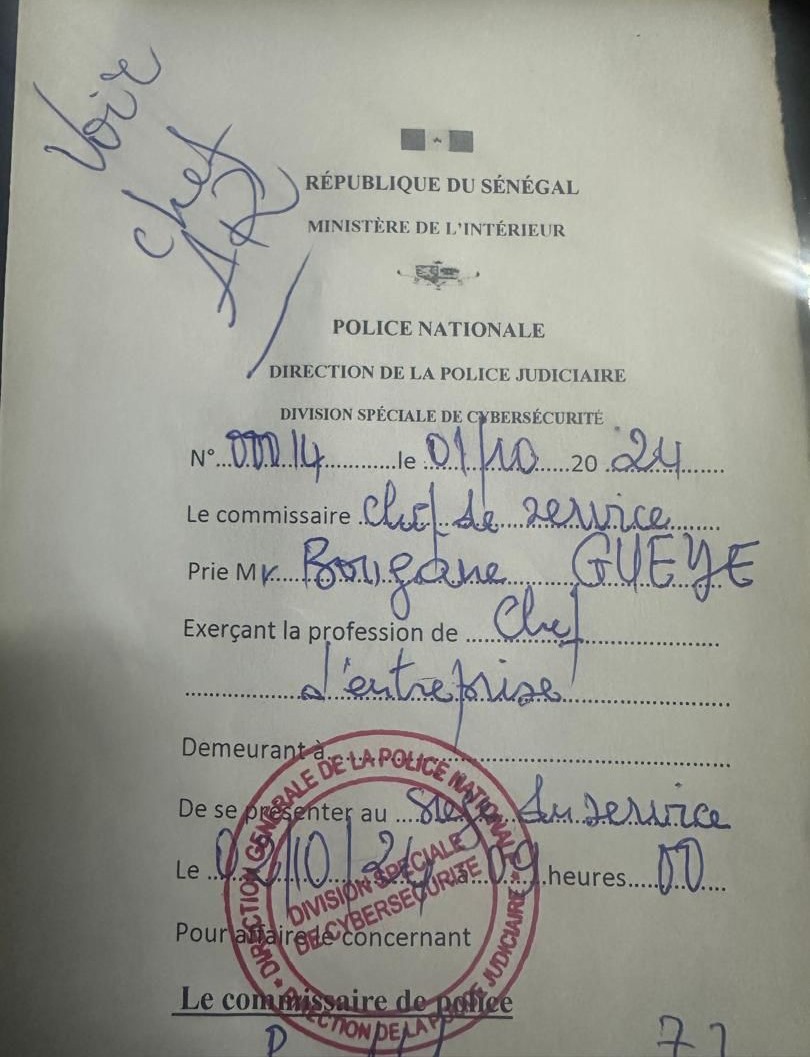 Voir
chef
RÉPUBLIQUE DU SÉNÉGAL
MINISTÈRE DE L'INTÉRIEUR
POLICE NATIONALE
DIRECTION DE LA POLICE JUDICIAIRE
DIVISION SPÉCIALE DE CYBERSÉCURITÉ
N°...00014............le..01/10......20..24......
Le commissaire .chef de service........
Prie Mr....Bougane GUEYE
Exerçant la profession de ......Chef....................
..............d'entreprise......................
Demeurant à..........................................................
De se présenter au ....siège du service
Le ..02/10/24..à..09.heures.....00....
Pour affaire le concernant
Le commissaire de police
DIRECTION GENERALE DE LA POLICE NATIONALE
DIRECTION DE LA POLICE JUDICIAIRE
DIVISION SPÉCIALE
DE CYBERSÉCURITÉ